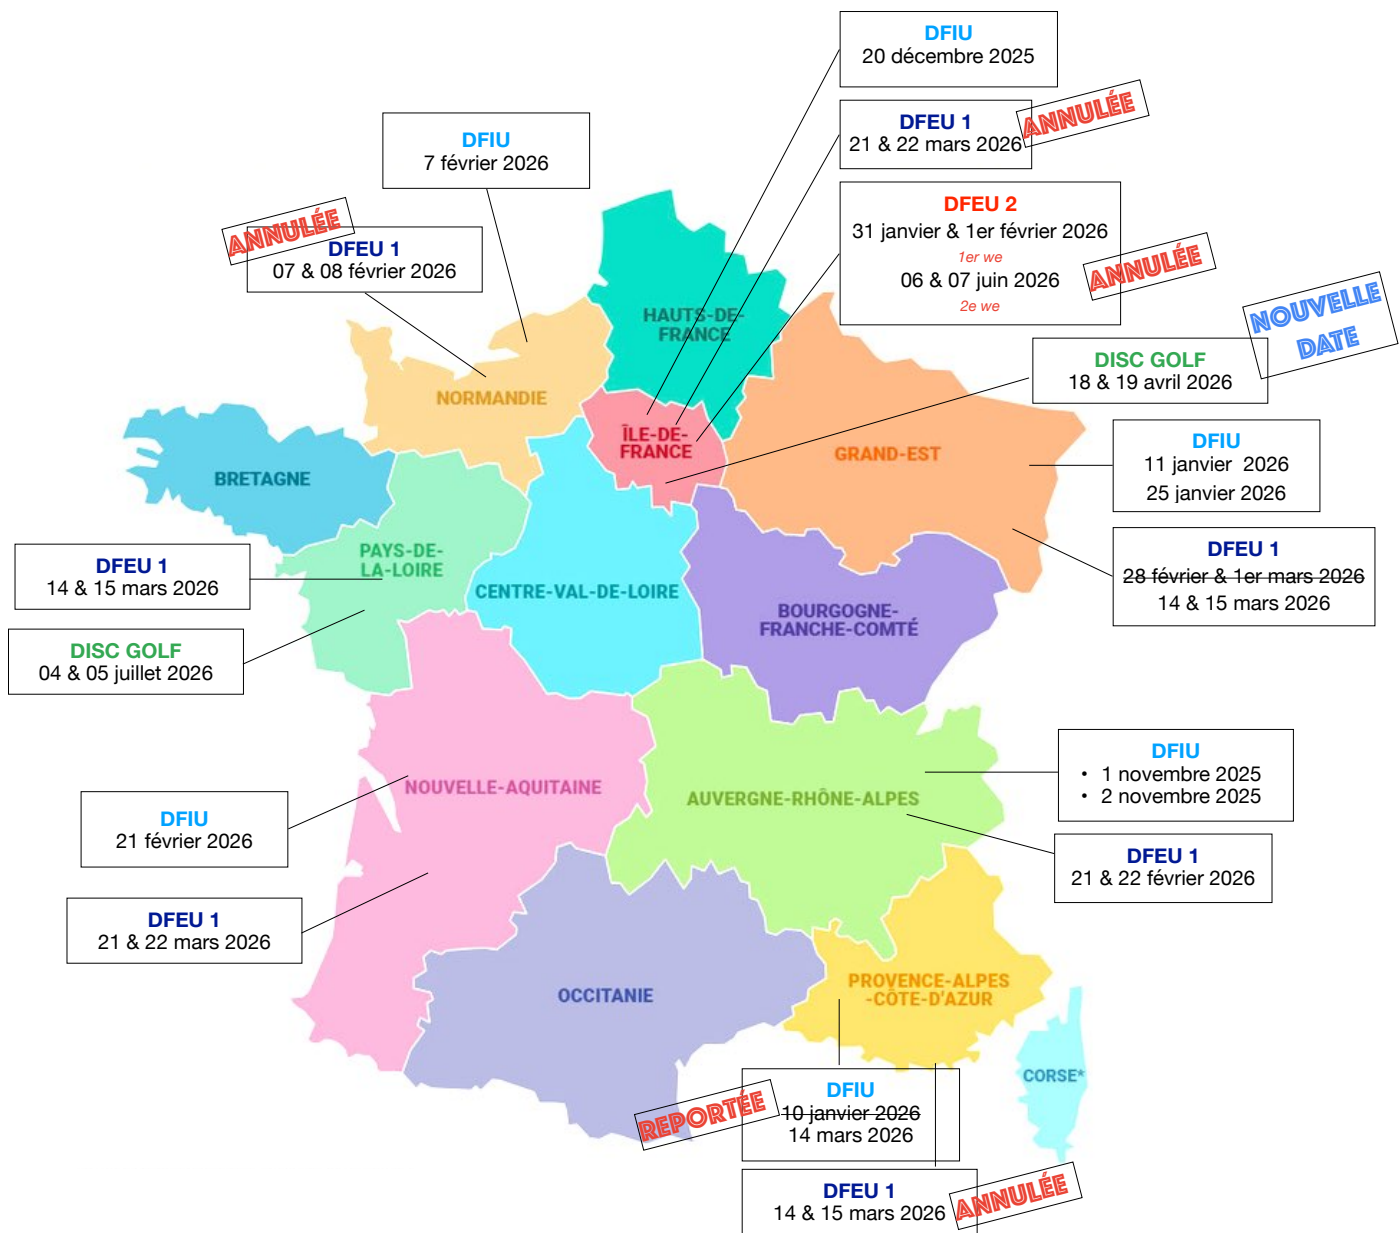 DFIU
20 décembre 2025
DFEU 1
21 & 22 mars 2026
ANNULÉE
DFIU
7 février 2026
DFEU 2
31 janvier & 1er février 2026
1er we
06 & 07 juin 2026
2e we
ANNULÉE
ANNULÉE
DFEU 1
07 & 08 février 2026
NOUVELLE
DATE
DISC GOLF
18 & 19 avril 2026
HAUTS-DE-
FRANCE
NORMANDIE
ÎLE-DE-
FRANCE
GRAND-EST
BRETAGNE
DFIU
11 janvier 2026
25 janvier 2026
PAYS-DE-
LA-LOIRE
CENTRE-VAL-DE-LOIRE
BOURGOGNE-
FRANCHE-COMTÉ
DFEU 1
28 février & 1er mars 2026
14 & 15 mars 2026
DFEU 1
14 & 15 mars 2026
DISC GOLF
04 & 05 juillet 2026
NOUVELLE-AQUITAINE
AUVERGNE-RHÔNE-ALPES
DFIU
• 1 novembre 2025
• 2 novembre 2025
DFIU
21 février 2026
DFEU 1
21 & 22 février 2026
DFEU 1
21 & 22 mars 2026
OCCITANIE
PROVENCE-ALPES
-CÔTE-D'AZUR
CORSE*
REPORTÉE
DFIU
10 janvier 2026
14 mars 2026
DFEU 1
14 & 15 mars 2026
ANNULÉE